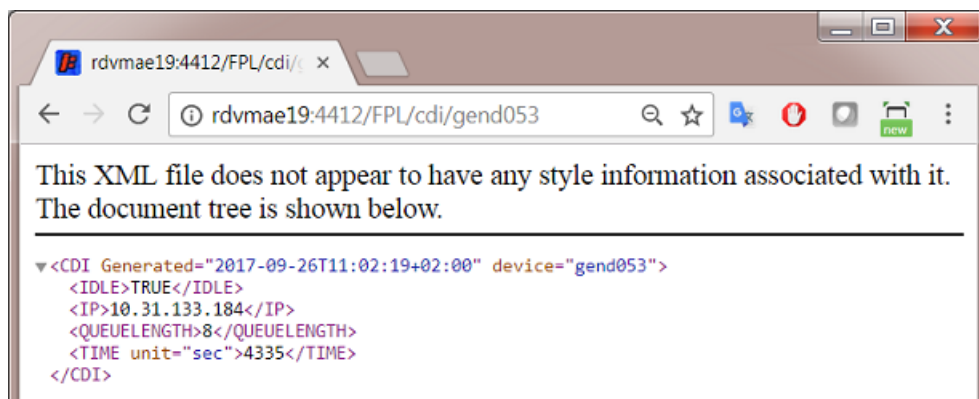 rdvmae19:4412/FPL/cdi/
rdvmae19:4412/FPL/cdi/gend053
new
This XML file does not appear to have any style information associated with it.
The document tree is shown below.
<CDI Generated="2017-09-26T11:02:19+02:00" device="gend053">
<IDLE>TRUE</IDLE>
<IP>10.31.133.184</IP>
<QUEUELENGTH>8</QUEUELENGTH>
<TIME unit="sec">4335</TIME>
</CDI>